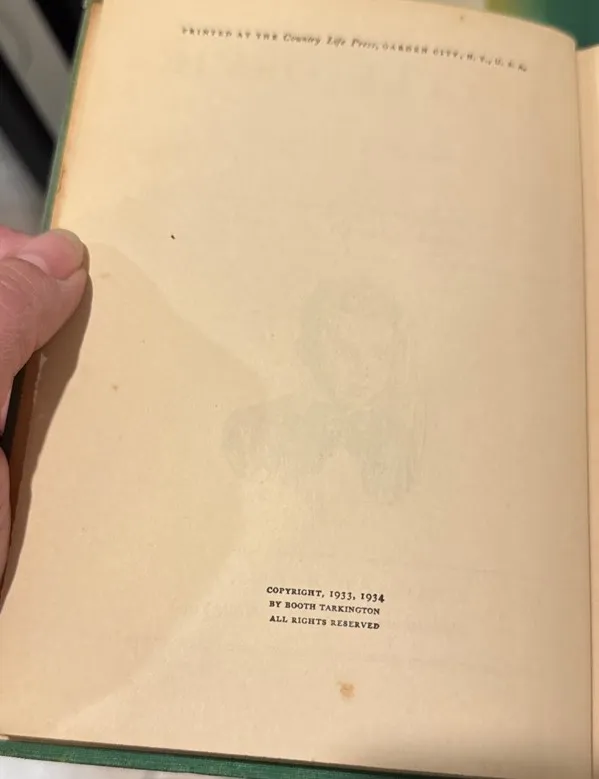 PRINTED AT THE Country Life Press, GARDEN CITY, N. Y., U. S. A.
COPYRIGHT, 1933, 1934
BY BOOTH TARKINGTON
ALL RIGHTS RESERVED